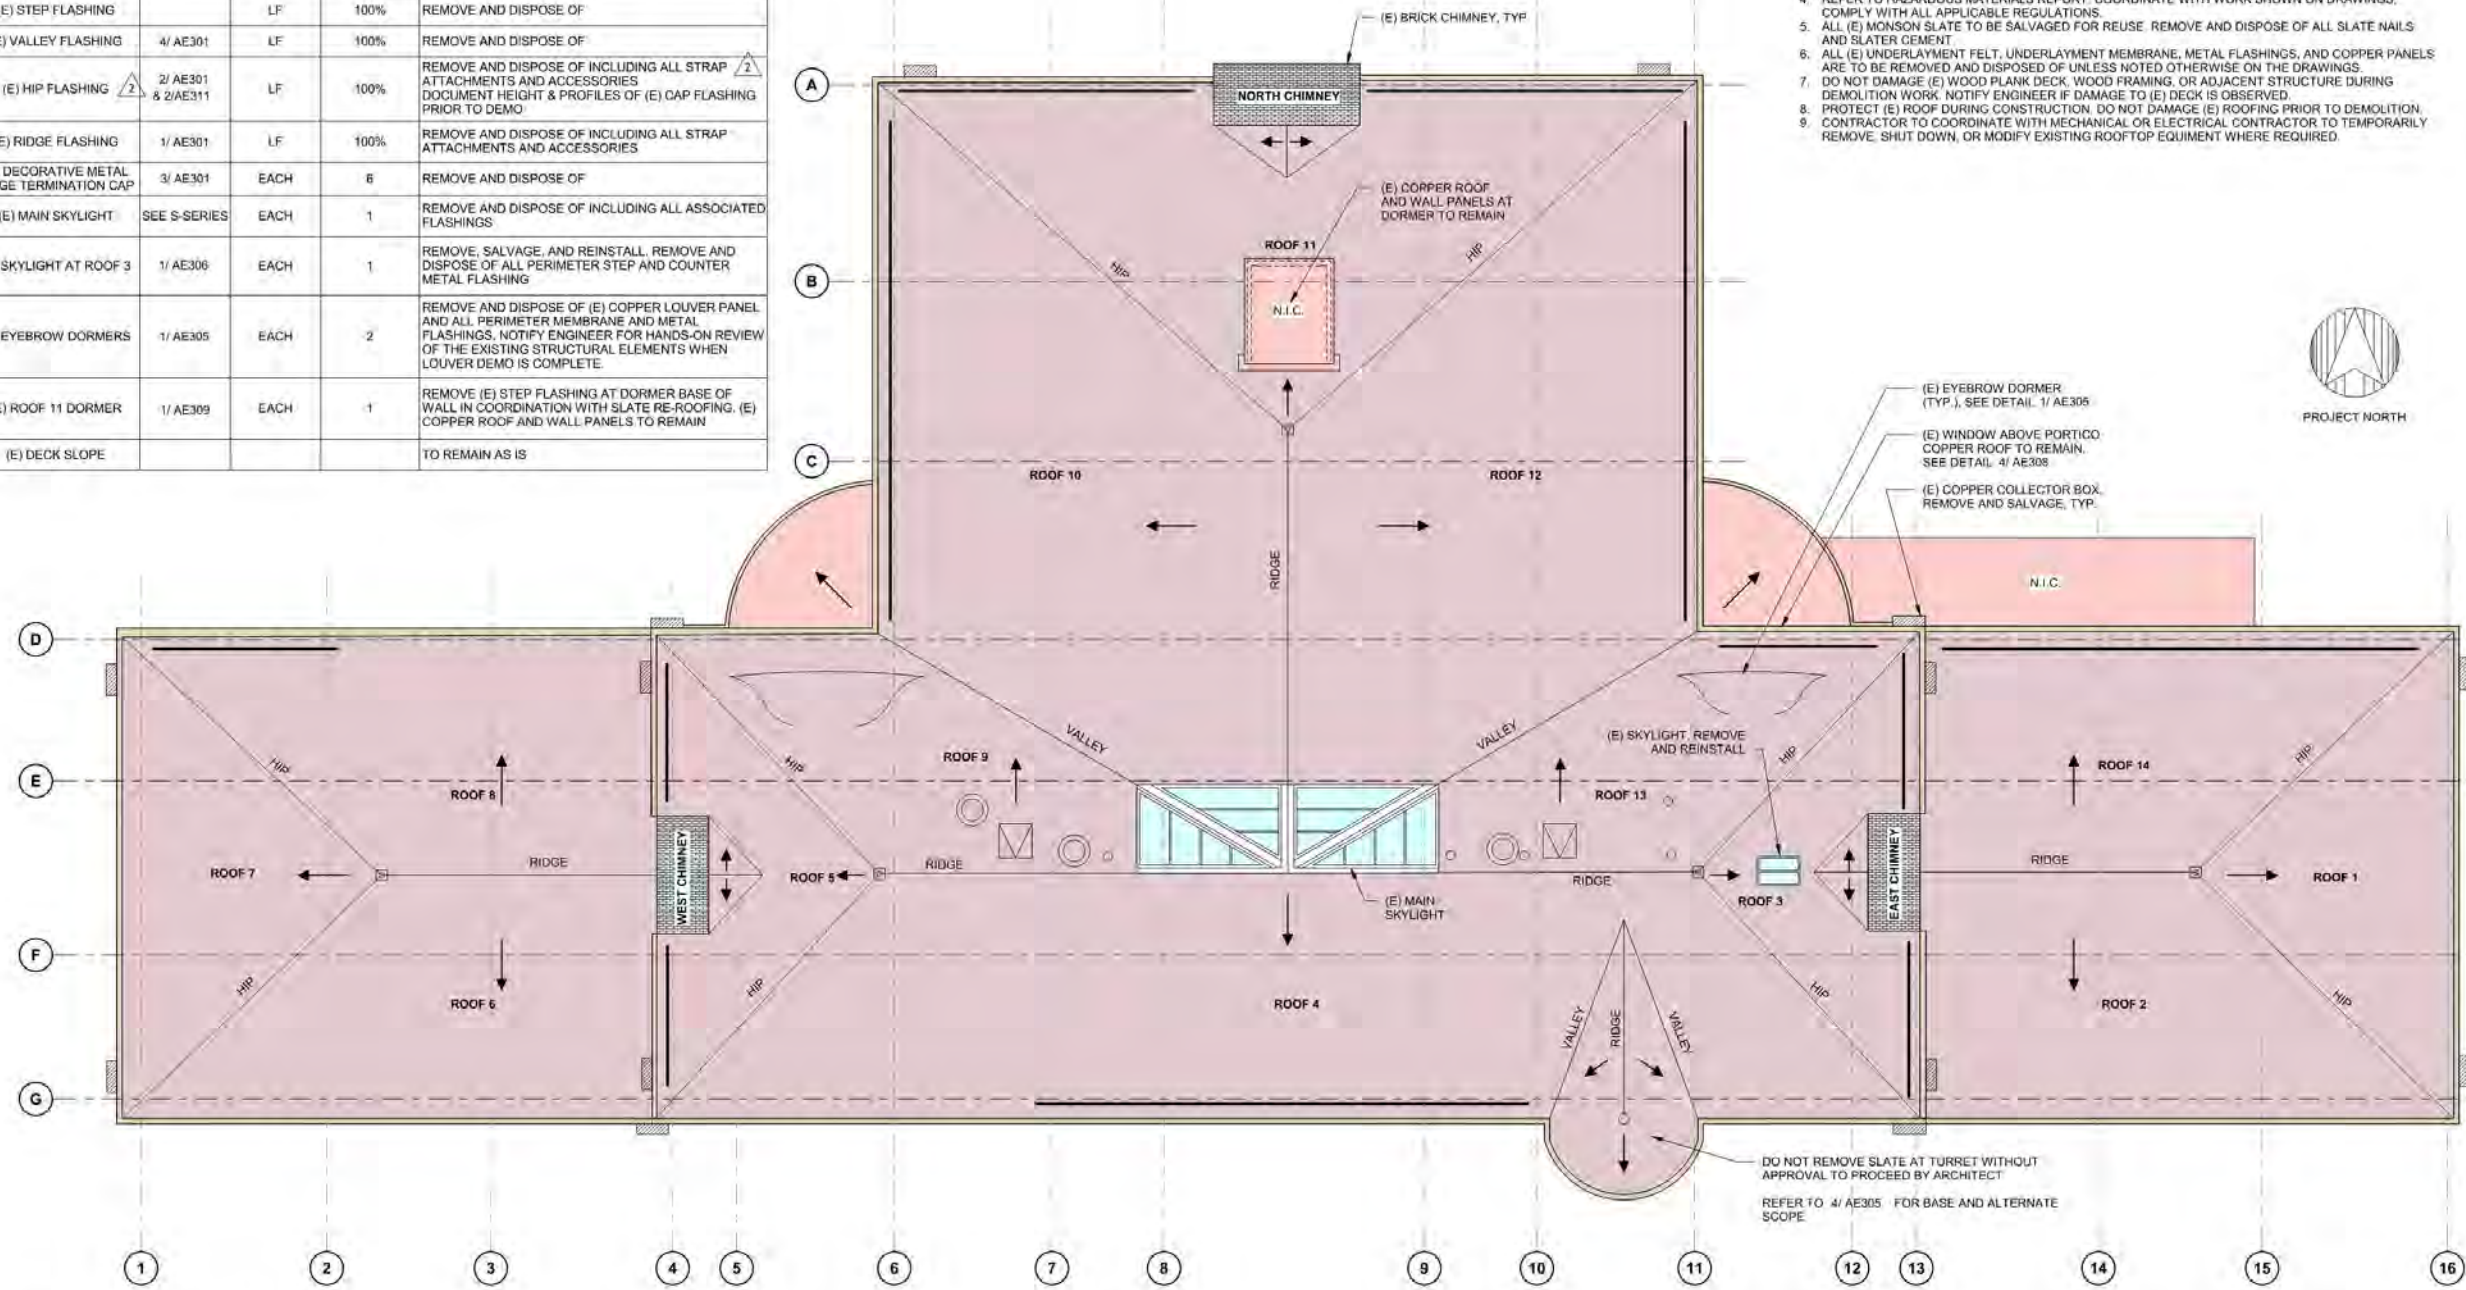 E) STEP FLASHING LF 100% REMOVE AND DISPOSE OF
E) VALLEY FLASHING 4/ AE301 LF 100% REMOVE AND DISPOSE OF
(E) HIP FLASHING 2 2/ AE301
& 2/AE311 LF 100% REMOVE AND DISPOSE OF INCLUDING ALL STRAP 2
ATTACHMENTS AND ACCESSORIES
DOCUMENT HEIGHT & PROFILES OF (E) CAP FLASHING
PRIOR TO DEMO
E) RIDGE FLASHING 1/ AE301 LF 100% REMOVE AND DISPOSE OF INCLUDING ALL STRAP
ATTACHMENTS AND ACCESSORIES
DECORATIVE METAL
GE TERMINATION CAP 3/ AE301 EACH 6 REMOVE AND DISPOSE OF
(E) MAIN SKYLIGHT SEE S-SERIES EACH 1 REMOVE AND DISPOSE OF INCLUDING ALL ASSOCIATED
FLASHINGS
SKYLIGHT AT ROOF 3 1/ AE306 EACH 1 REMOVE, SALVAGE, AND REINSTALL. REMOVE AND
DISPOSE OF ALL PERIMETER STEP AND COUNTER
METAL FLASHING
EYEBROW DORMERS 1/ AE305 EACH 2 REMOVE AND DISPOSE OF (E) COPPER LOUVER PANEL
AND ALL PERIMETER MEMBRANE AND METAL
FLASHINGS. NOTIFY ENGINEER FOR HANDS-ON REVIEW
OF THE EXISTING STRUCTURAL ELEMENTS WHEN
LOUVER DEMO IS COMPLETE.
) ROOF 11 DORMER 1/ AE309 EACH 1 REMOVE (E) STEP FLASHING AT DORMER BASE OF
WALL IN COORDINATION WITH SLATE RE-ROOFING. (E)
COPPER ROOF AND WALL PANELS TO REMAIN
(E) DECK SLOPE TO REMAIN AS IS
4. REFER TO HAZARDOUS MATERIALS REPORT. COORDINATE WITH WORK SHOWN ON DRAWINGS,
COMPLY WITH ALL APPLICABLE REGULATIONS.
5. ALL (E) MONSON SLATE TO BE SALVAGED FOR REUSE. REMOVE AND DISPOSE OF ALL SLATE NAILS
AND SLATER CEMENT.
6. ALL (E) UNDERLAYMENT FELT, UNDERLAYMENT MEMBRANE, METAL FLASHINGS, AND COPPER PANELS
ARE TO BE REMOVED AND DISPOSED OF UNLESS NOTED OTHERWISE ON THE DRAWINGS.
7. DO NOT DAMAGE (E) WOOD PLANK DECK, WOOD FRAMING, OR ADJACENT STRUCTURE DURING
DEMOLITION WORK. NOTIFY ENGINEER IF DAMAGE TO (E) DECK IS OBSERVED.
8. PROTECT (E) ROOF DURING CONSTRUCTION. DO NOT DAMAGE (E) ROOFING PRIOR TO DEMOLITION.
9. CONTRACTOR TO COORDINATE WITH MECHANICAL OR ELECTRICAL CONTRACTOR TO TEMPORARILY
REMOVE, SHUT DOWN, OR MODIFY EXISTING ROOFTOP EQUIMENT WHERE REQUIRED.
(E) BRICK CHIMNEY, TYP
A
NORTH CHIMNEY
(E) COPPER ROOF
AND WALL PANELS AT
DORMER TO REMAIN
ROOF 11
HIP
HIP
B
N.I.C.
PROJECT NORTH
(E) EYEBROW DORMER
(TYP.), SEE DETAIL 1/ AE305
(E) WINDOW ABOVE PORTICO
COPPER ROOF TO REMAIN.
SEE DETAIL 4/ AE308
(E) COPPER COLLECTOR BOX,
REMOVE AND SALVAGE, TYP.
C
ROOF 10
ROOF 12
RIDGE
N.I.C.
D
VALLEY
VALLEY
(E) SKYLIGHT, REMOVE
AND REINSTALL
HIP
HIP
ROOF 9
HIP
HIP
E
ROOF 8
ROOF 13
ROOF 14
ROOF 7
RIDGE
WEST CHIMNEY
ROOF 5
RIDGE
RIDGE
ROOF 3
EAST CHIMNEY
RIDGE
ROOF 1
(E) MAIN
SKYLIGHT
F
HIP
ROOF 6
HIP
ROOF 4
VALLEY
RIDGE
VALLEY
HIP
ROOF 2
HIP
G
DO NOT REMOVE SLATE AT TURRET WITHOUT
APPROVAL TO PROCEED BY ARCHITECT
REFER TO 4/ AE305 FOR BASE AND ALTERNATE
SCOPE
1 2 3 4 5 6 7 8 9 10 11 12 13 14 15 16